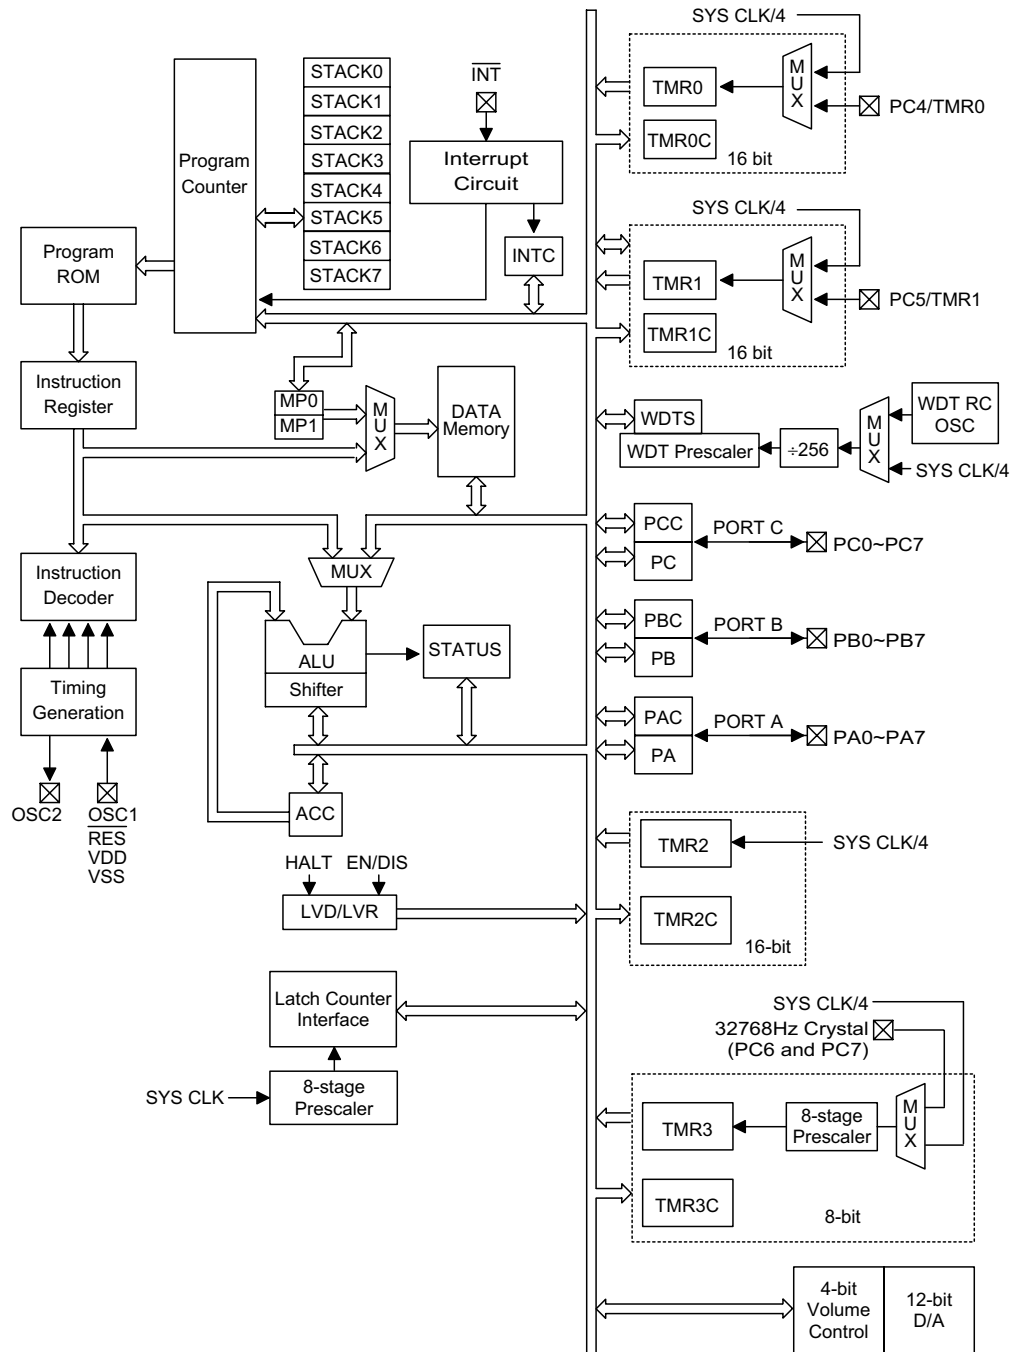 SYS CLK/4
TMR0
MUX
PC4/TMR0
TMR0C
16 bit
STACK0
STACK1
STACK2
STACK3
STACK4
STACK5
STACK6
STACK7
INT
Program
Counter
Interrupt
Circuit
INTC
Program
ROM
SYS CLK/4
TMR1
MUX
PC5/TMR1
TMR1C
16 bit
Instruction
Register
MP0
MP1
MUX
DATA
Memory
WDTS
WDT Prescaler
÷256
MUX
WDT RC
OSC
SYS CLK/4
PCC
PC
PORT C
PC0~PC7
Instruction
Decoder
MUX
ALU
Shifter
STATUS
PBC
PB
PORT B
PB0~PB7
Timing
Generation
PAC
PA
PORT A
PA0~PA7
OSC2
OSC1
RES
VDD
VSS
ACC
TMR2
SYS CLK/4
TMR2C
16-bit
HALT
EN/DIS
LVD/LVR
Latch Counter
Interface
SYS CLK
8-stage
Prescaler
SYS CLK/4
32768Hz Crystal
(PC6 and PC7)
TMR3
8-stage
Prescaler
MUX
TMR3C
8-bit
4-bit
Volume
Control
12-bit
D/A